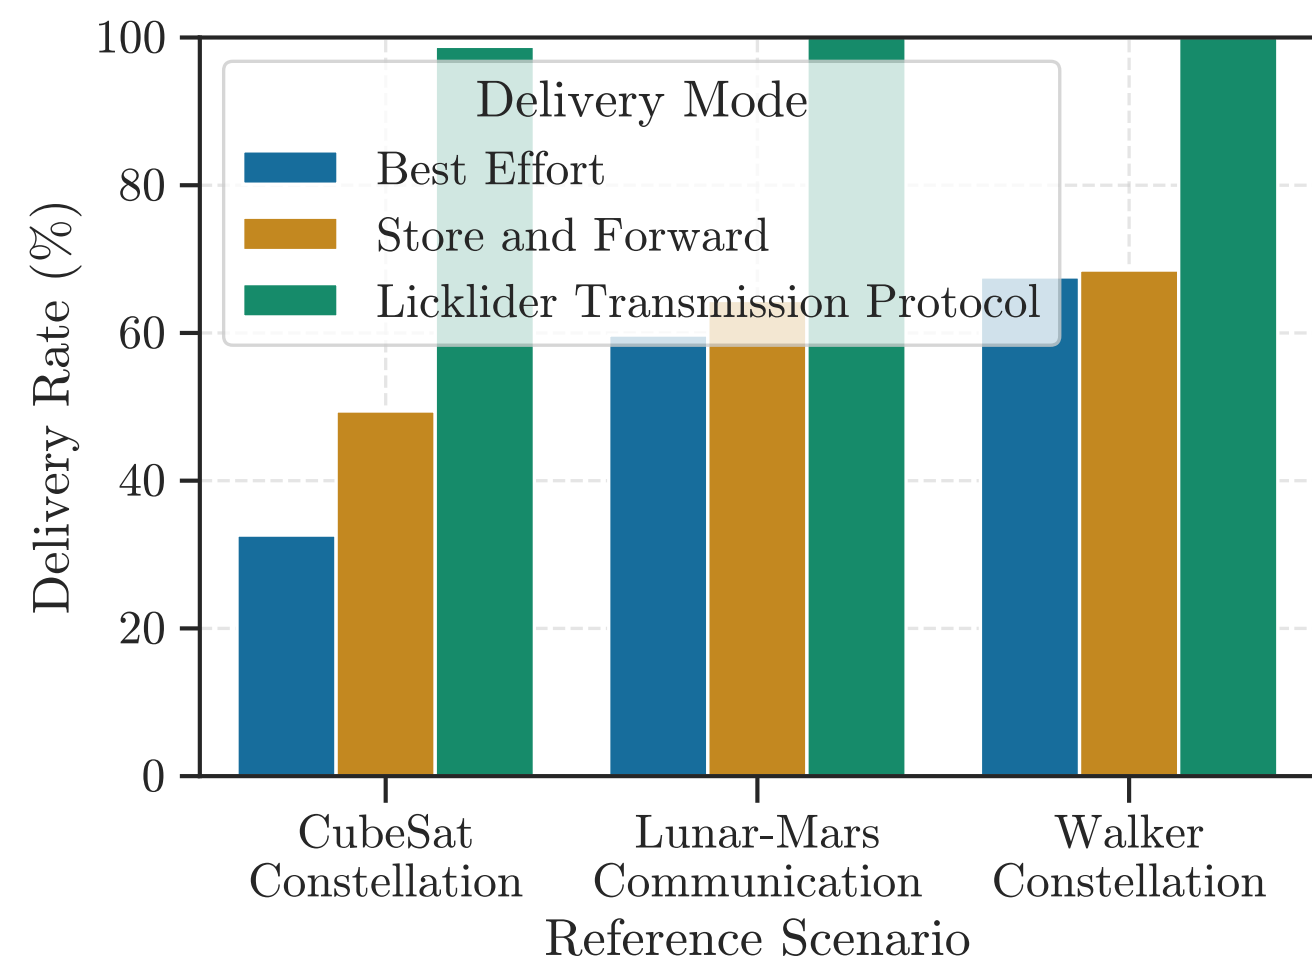 100
80
60
40
20
0
Delivery Rate (%)
Delivery Mode
Best Effort
Store and Forward
Licklider Transmission Protocol
CubeSat
Constellation
Lunar-Mars
Communication
Walker
Constellation
Reference Scenario